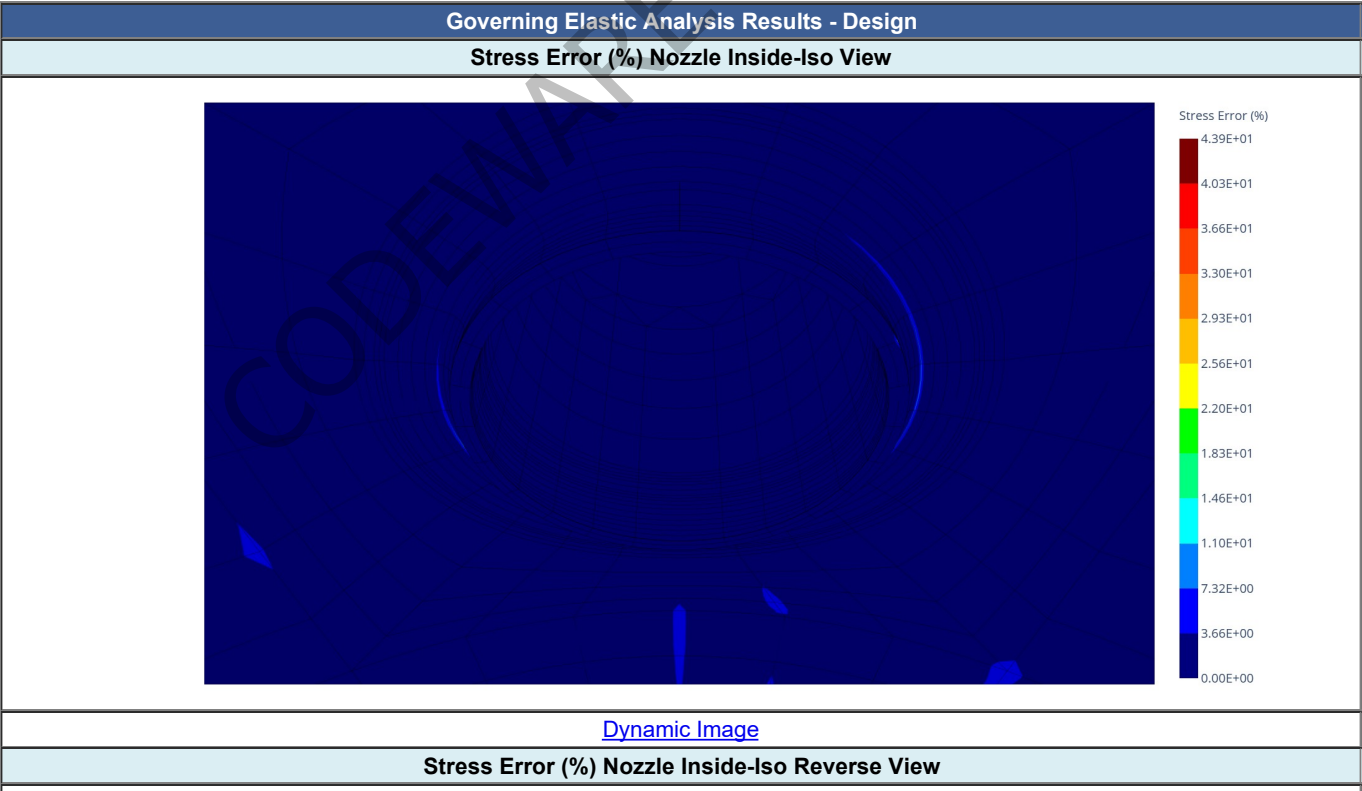 Governing Elastic Analysis Results - Design
Stress Error (%) Nozzle Inside-Iso View
CODEWARE
Stress Error (%)
4.39E+01
4.03E+01
3.66E+01
3.30E+01
2.93E+01
2.56E+01
2.20E+01
1.83E+01
1.46E+01
1.10E+01
7.32E+00
3.66E+00
0.00E+00
Dynamic Image
Stress Error (%) Nozzle Inside-Iso Reverse View